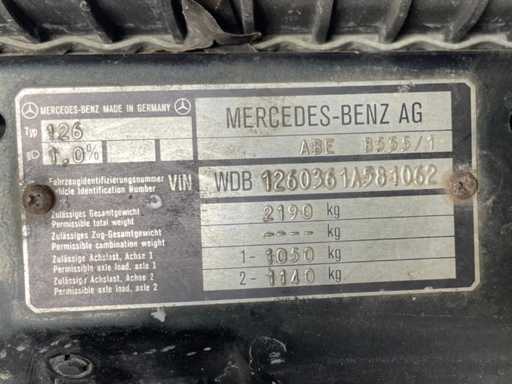 MERCEDES-BENZ MADE IN GERMANY
MERCEDES-BENZ AG
Typ 126
ABE B555/1
1,0%
Fahrzeugidentifizierungsnummer
Vehicle Identification Number
VIN
WDB 1260361A581062
Zulässiges Gesamtgewicht
Permissible total weight
2190 kg
Zulässiges Zug-Gesamtgewicht
Permissible combination weight
---- kg
Zulässige Achslast, Achse 1
Permissible axle load, axle 1
1- 1050 kg
Zulässige Achslast, Achse 2
Permissible axle load, axle 2
2- 1140 kg